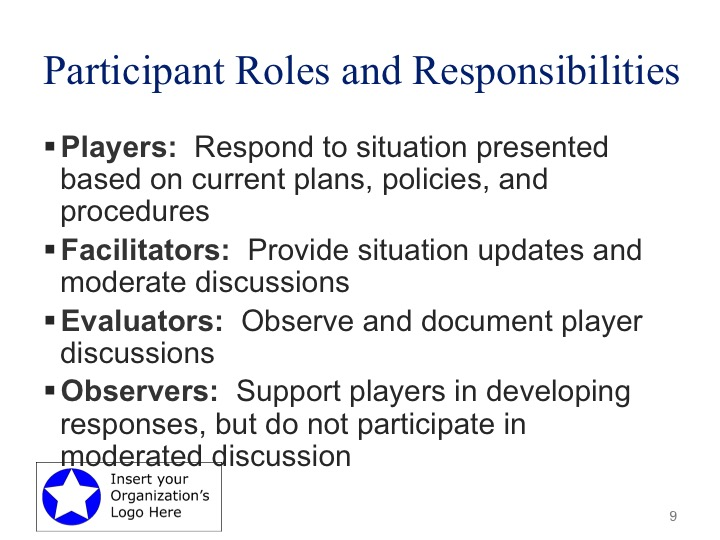 Participant Roles and Responsibilities
▪ Players:  Respond to situation presented
based on current plans, policies, and
procedures
▪ Facilitators:  Provide situation updates and
moderate discussions
▪ Evaluators:  Observe and document player
discussions
▪ Observers:  Support players in developing
responses, but do not participate in
moderated discussion
Insert your
Organization's
Logo Here
9